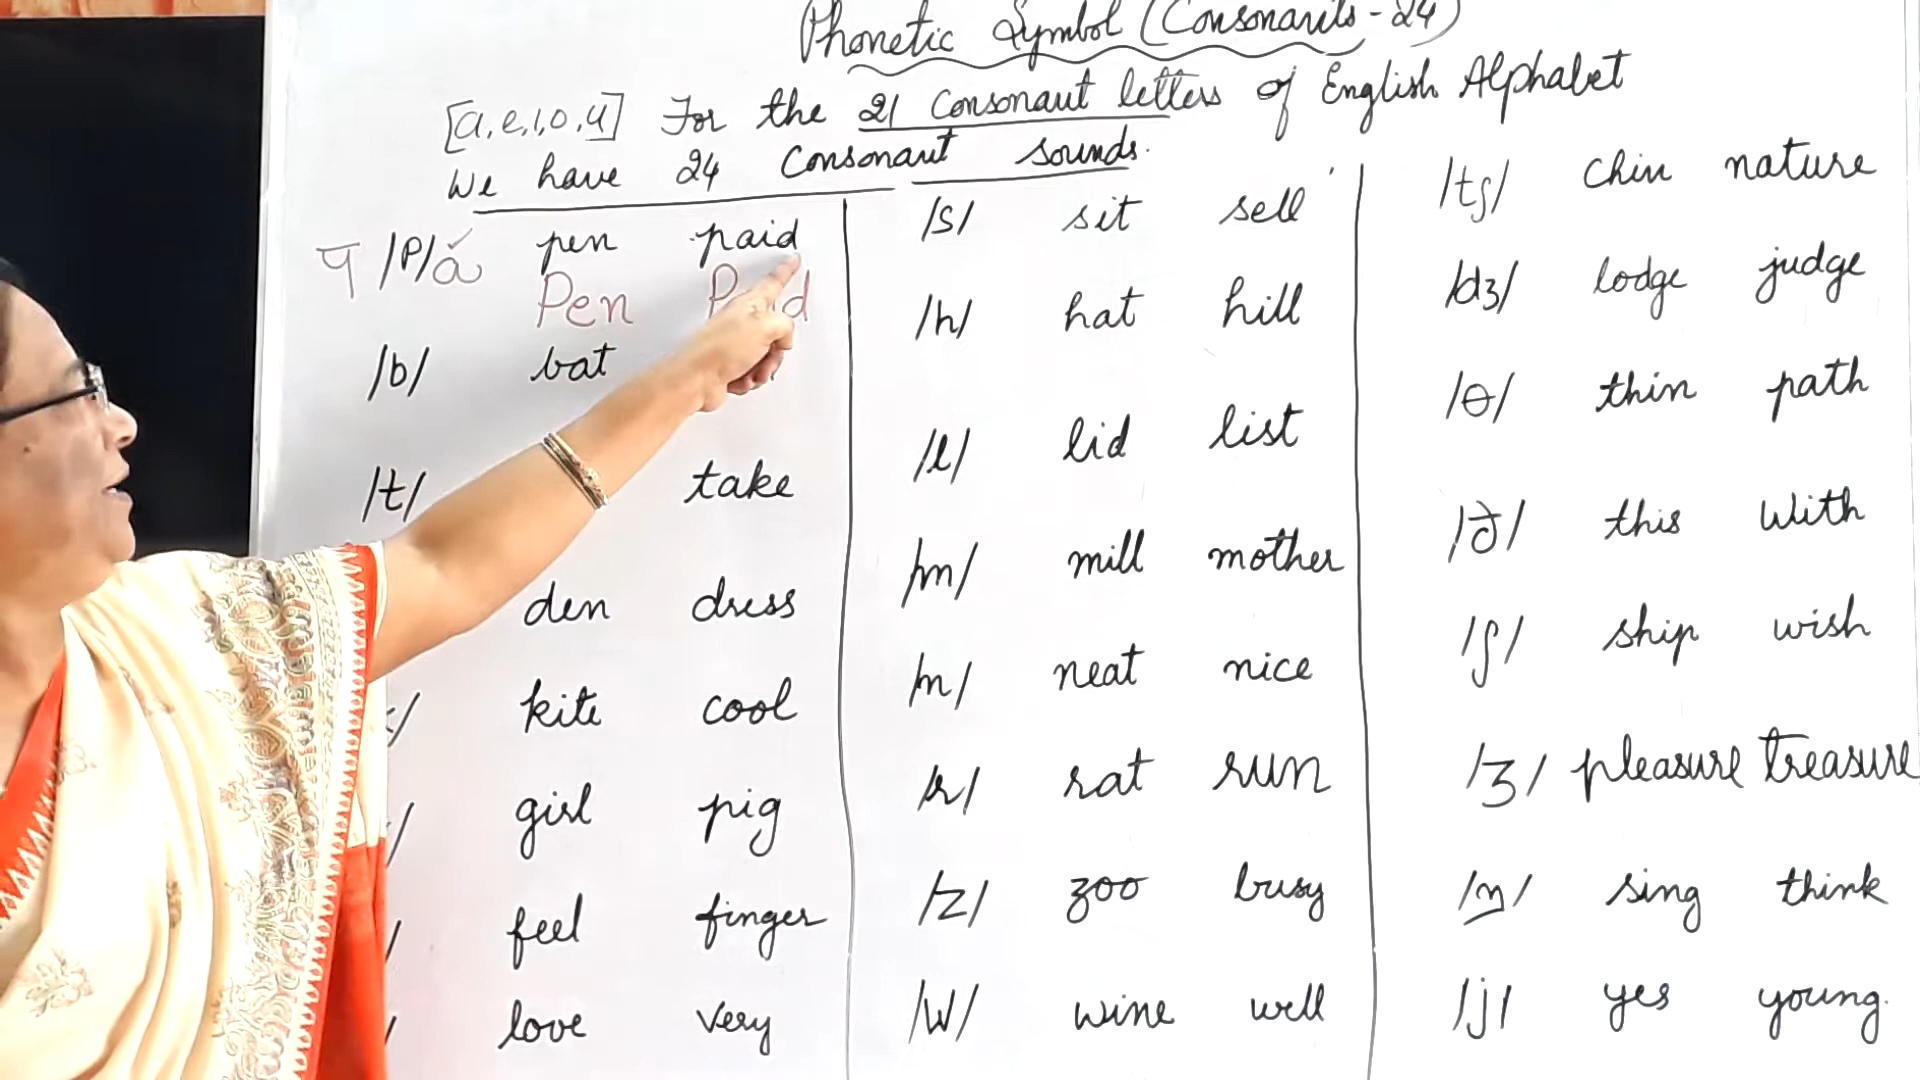 Phonetic Symbol (Consonants - 24)
[a, e, i, o, u] For the 21 Consonant letters of English Alphabet
We have 24 Consonant sounds.
प /P/ a ✓ pen paid
Pen
/b/ bat
/t/ take
den dress
kite cool
girl pig
feel finger
love very
/s/ sit sell
/h/ hat hill
/l/ lid list
/m/ mill mother
/n/ neat nice
/r/ rat run
/z/ zoo busy
/w/ wine well
/tʃ/ chin nature
/dʒ/ lodge judge
/θ/ thin path
/ð/ this With
/ʃ/ ship wish
/ʒ/ pleasure treasure
/ŋ/ sing think
/j/ yes young.